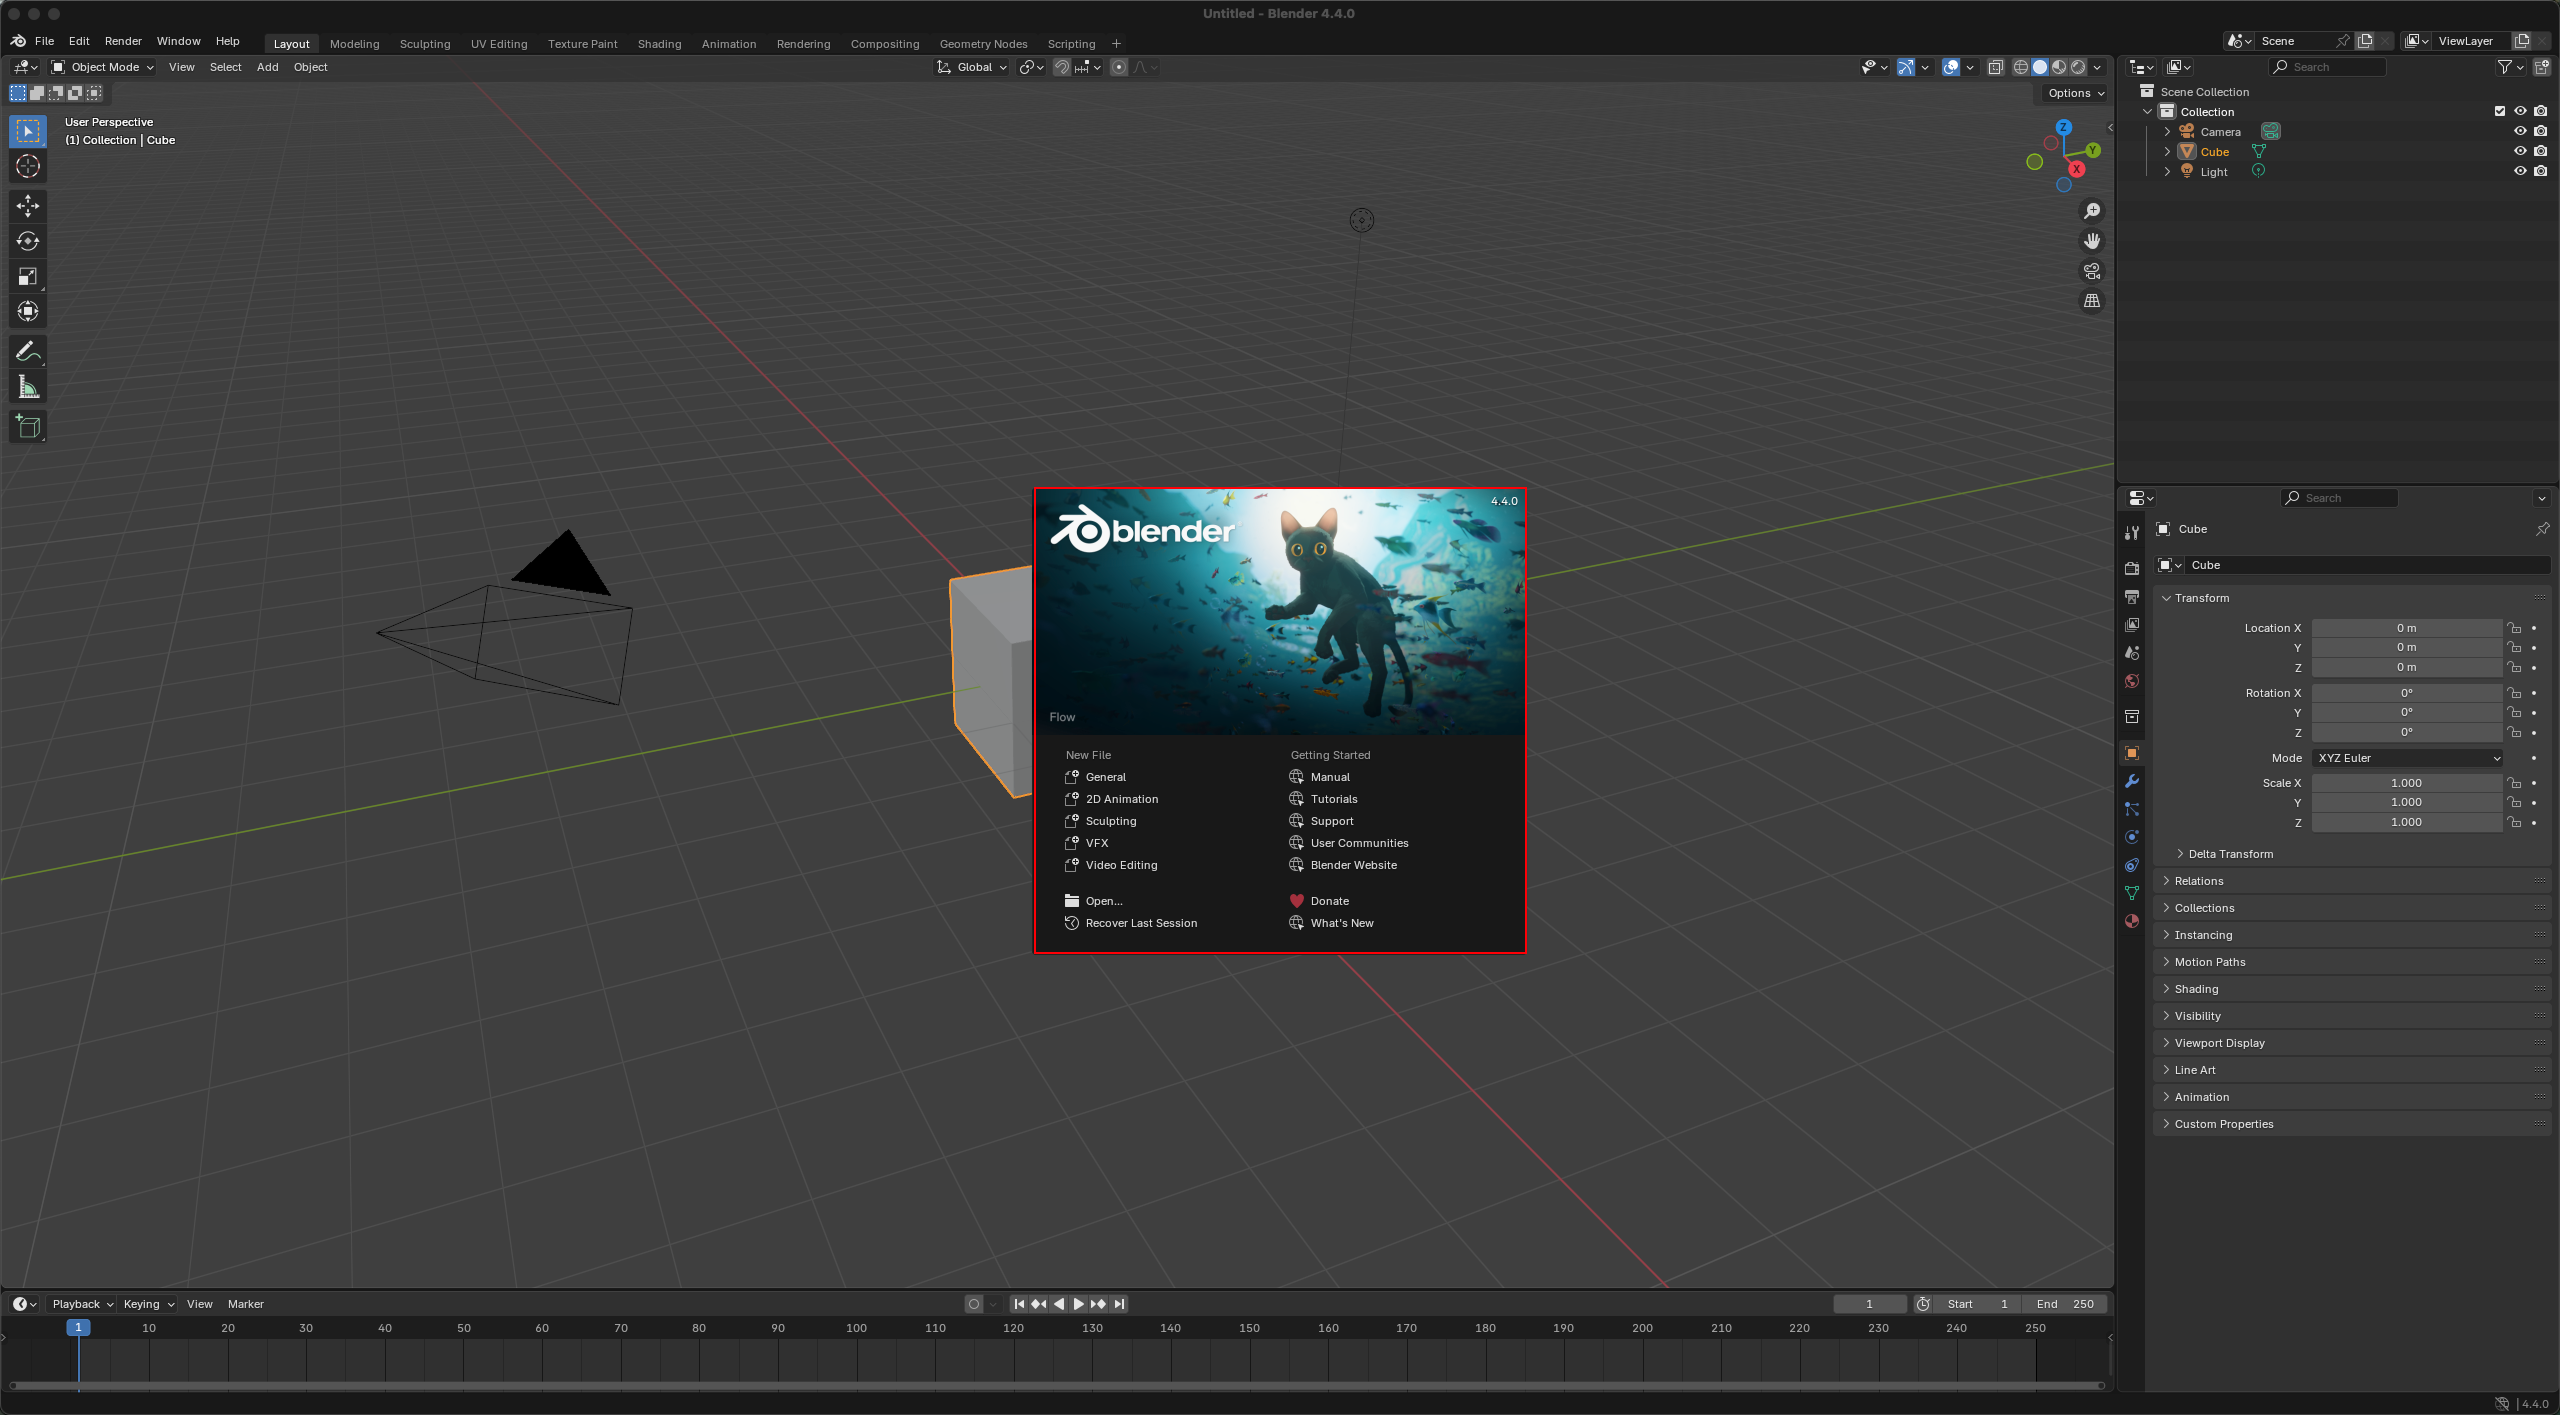 Untitled - Blender 4.4.0
File Edit Render Window Help Layout Modeling Sculpting UV Editing Texture Paint Shading Animation Rendering Compositing Geometry Nodes Scripting + Scene ViewLayer
Object Mode View Select Add Object Global Search
Options
User Perspective
(1) Collection | Cube
Z
Y
X
Scene Collection
Collection
Camera
Cube
Light
4.4.0
blender
Flow
New File
General
2D Animation
Sculpting
VFX
Video Editing
Open...
Recover Last Session
Getting Started
Manual
Tutorials
Support
User Communities
Blender Website
Donate
What's New
Search
Cube
Cube
Transform
Location X 0 m
Y 0 m
Z 0 m
Rotation X 0°
Y 0°
Z 0°
Mode XYZ Euler
Scale X 1.000
Y 1.000
Z 1.000
Delta Transform
Relations
Collections
Instancing
Motion Paths
Shading
Visibility
Viewport Display
Line Art
Animation
Custom Properties
Playback Keying View Marker 1 Start 1 End 250
1 10 20 30 40 50 60 70 80 90 100 110 120 130 140 150 160 170 180 190 200 210 220 230 240 250
4.4.0